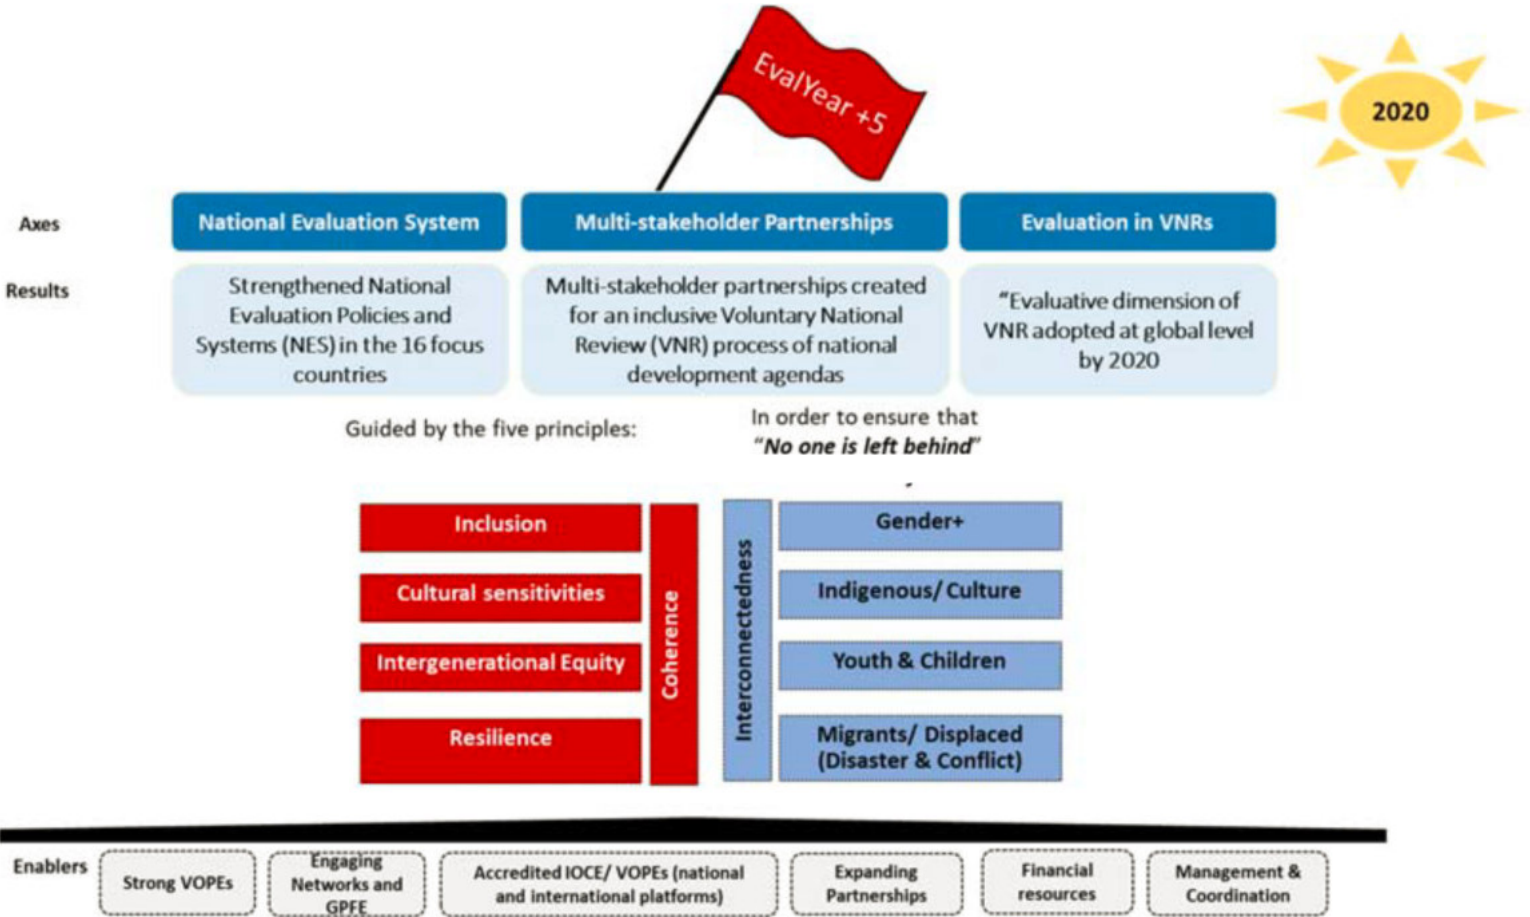 EvalYear +5
2020
Axes
National Evaluation System
Multi-stakeholder Partnerships
Evaluation in VNRs
Results
Strengthened National
Evaluation Policies and
Systems (NES) in the 16 focus
countries
Multi-stakeholder partnerships created
for an inclusive Voluntary National
Review (VNR) process of national
development agendas
“Evaluative dimension of
VNR adopted at global level
by 2020
Guided by the five principles:
In order to ensure that
“No one is left behind”
Inclusion
Cultural sensitivities
Intergenerational Equity
Resilience
Coherence
Interconnectedness
Gender+
Indigenous/ Culture
Youth & Children
Migrants/ Displaced
(Disaster & Conflict)
Enablers
Strong VOPEs
Engaging
Networks and
GPFE
Accredited IOCE/ VOPEs (national
and international platforms)
Expanding
Partnerships
Financial
resources
Management &
Coordination